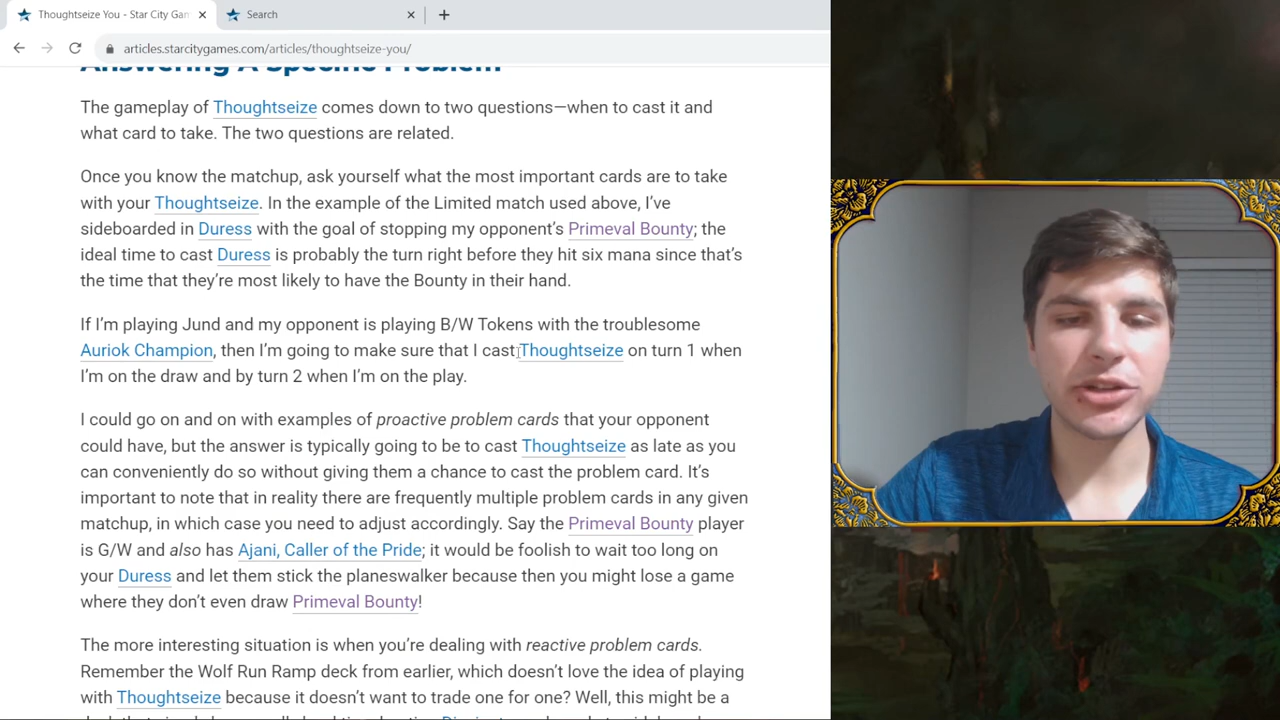 Thoughtseize You - Star City Gam
Search
articles.starcitygames.com/articles/thoughtseize-you/
Answering A Specific Problem
The gameplay of Thoughtseize comes down to two questions—when to cast it and
what card to take. The two questions are related.
Once you know the matchup, ask yourself what the most important cards are to take
with your Thoughtseize. In the example of the Limited match used above, I've
sideboarded in Duress with the goal of stopping my opponent's Primeval Bounty; the
ideal time to cast Duress is probably the turn right before they hit six mana since that's
the time that they're most likely to have the Bounty in their hand.
If I'm playing Jund and my opponent is playing B/W Tokens with the troublesome
Auriok Champion, then I'm going to make sure that I cast Thoughtseize on turn 1 when
I'm on the draw and by turn 2 when I'm on the play.
I could go on and on with examples of proactive problem cards that your opponent
could have, but the answer is typically going to be to cast Thoughtseize as late as you
can conveniently do so without giving them a chance to cast the problem card. It's
important to note that in reality there are frequently multiple problem cards in any given
matchup, in which case you need to adjust accordingly. Say the Primeval Bounty player
is G/W and also has Ajani, Caller of the Pride; it would be foolish to wait too long on
your Duress and let them stick the planeswalker because then you might lose a game
where they don't even draw Primeval Bounty!
The more interesting situation is when you're dealing with reactive problem cards.
Remember the Wolf Run Ramp deck from earlier, which doesn't love the idea of playing
with Thoughtseize because it doesn't want to trade one for one? Well, this might be a